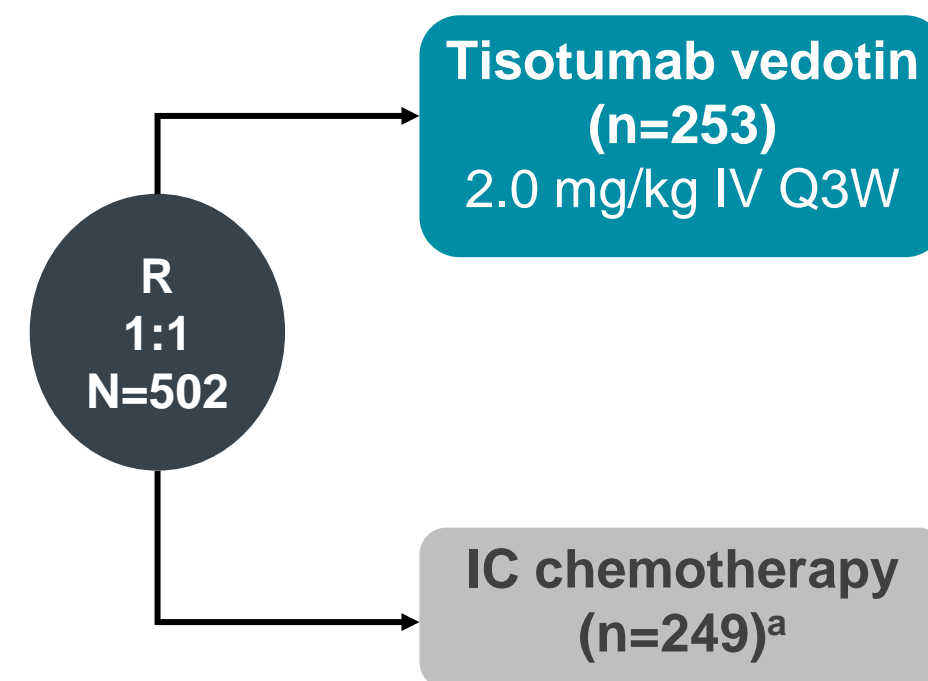 Tisotumab vedotin
(n=253)
2.0 mg/kg IV Q3W
R
1:1
N=502
IC chemotherapy
(n=249)ᵃ